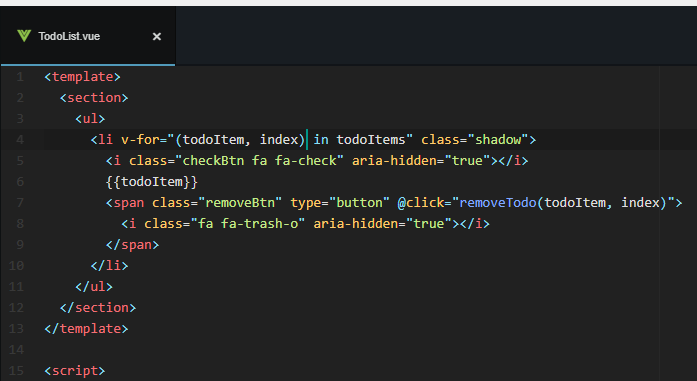 TodoList.vue ×
1 <template>
2 <section>
3 <ul>
4 <li v-for="(todoItem, index) in todoItems" class="shadow">
5 <i class="checkBtn fa fa-check" aria-hidden="true"></i>
6 {{todoItem}}
7 <span class="removeBtn" type="button" @click="removeTodo(todoItem, index)">
8 <i class="fa fa-trash-o" aria-hidden="true"></i>
9 </span>
10 </li>
11 </ul>
12 </section>
13 </template>
14
15 <script>